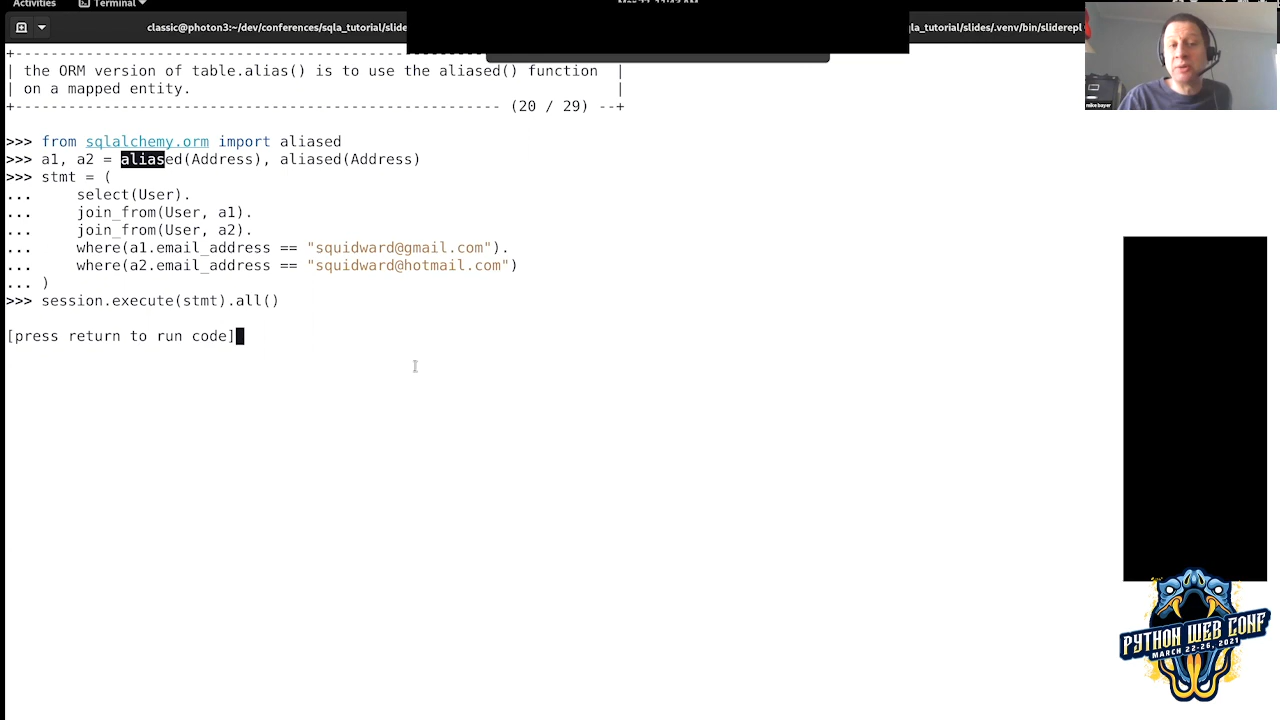 Activities
Terminal
classic@photon3:~/dev/conferences/sqla_tutorial/slide
qla_tutorial/slides/.venv/bin/sliderepl
+-------------------------------------------------------
| the ORM version of table.alias() is to use the aliased() function |
| on a mapped entity. |
+------------------------------------------------------- (20 / 29) --+
>>> from sqlalchemy.orm import aliased
>>> a1, a2 = aliased(Address), aliased(Address)
>>> stmt = (
... select(User).
... join_from(User, a1).
... join_from(User, a2).
... where(a1.email_address == "squidward@gmail.com").
... where(a2.email_address == "squidward@hotmail.com")
... )
>>> session.execute(stmt).all()
[press return to run code]
mike bayer
PYTHON WEB CONF
MARCH 22-26, 2021